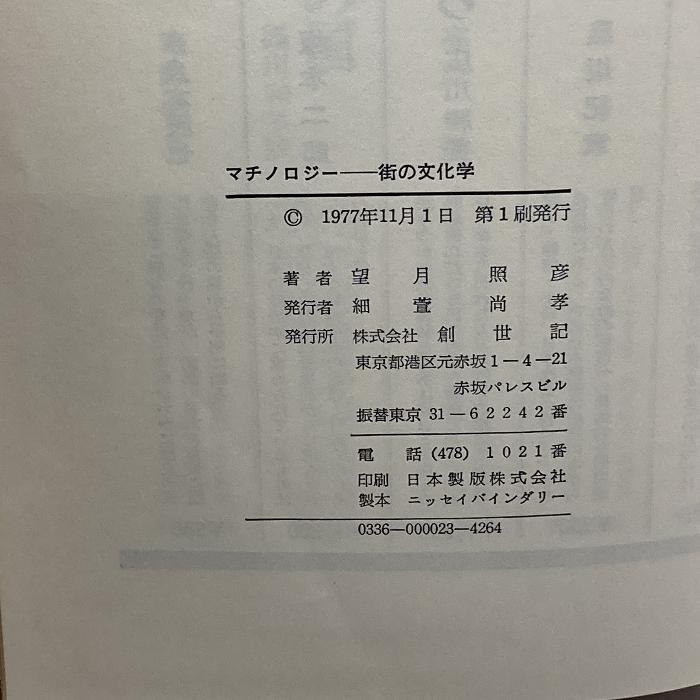 マチノロジー——街の文化学
© 1977年11月1日 第1刷発行
著者 望月照彦
発行者 細萱尚孝
発行所 株式会社 創世記
東京都港区元赤坂1—4—21
赤坂パレスビル
振替東京 31—62242番
電話 (478) 1021番
印刷 日本製版株式会社
製本 ニッセイバインダリー
0336—000023—4264